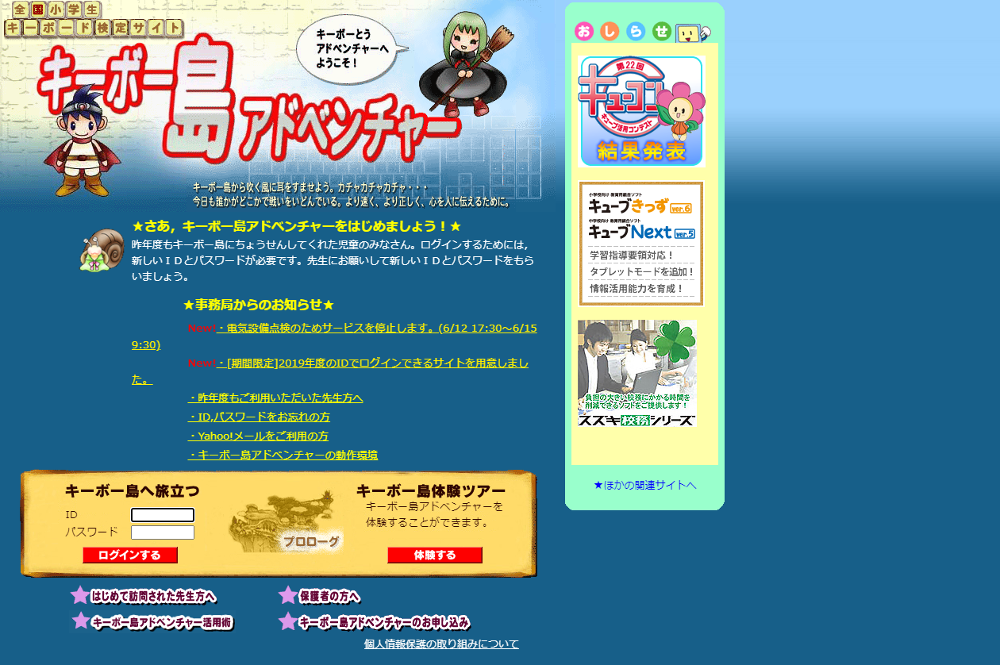 全国小学生
キーボード検定サイト
キーボーとう
アドベンチャーへ
ようこそ！
キーボー島
アドベンチャー
キーボー島から吹く風に耳をすませよう。カチャカチャカチャ・・・
今日も誰かがどこかで戦いをいどんでいる。より速く、より正しく、心を人に伝えるために。
★さあ，キーボー島アドベンチャーをはじめましょう！★
昨年度もキーボー島にちょうせんしてくれた児童のみなさん。ログインするためには，
新しいＩＤとパスワードが必要です。先生にお願いして新しいＩＤとパスワードをもら
いましょう。
★事務局からのお知らせ★
New!・電気設備点検のためサービスを停止します。(6/12 17:30～6/15
9:30)
New!・[期間限定]2019年度のIDでログインできるサイトを用意しまし
た。
・昨年度もご利用いただいた先生方へ
・ID,パスワードをお忘れの方
・Yahoo!メールをご利用の方
・キーボー島アドベンチャーの動作環境
キーボー島へ旅立つ
ID
パスワード
ログインする
プロローグ
キーボー島体験ツアー
キーボー島アドベンチャーを
体験することができます。
体験する
はじめて訪問された先生方へ
保護者の方へ
キーボー島アドベンチャー活用術
キーボー島アドベンチャーのお申し込み
個人情報保護の取り組みについて
おしらせ
第22回
キューコン
キューブ活用コンテスト
結果発表
小学校向け 教育用統合ソフト
キューブきっず ver.6
小学校向け 教育用統合ソフト
キューブNext ver.5
学習指導要領対応！
タブレットモードを追加！
情報活用能力を育成！
負担の大きい校務にかかる時間を
削減できるソフトをご提供します！
スズキ校務シリーズ
★ほかの関連サイトへ